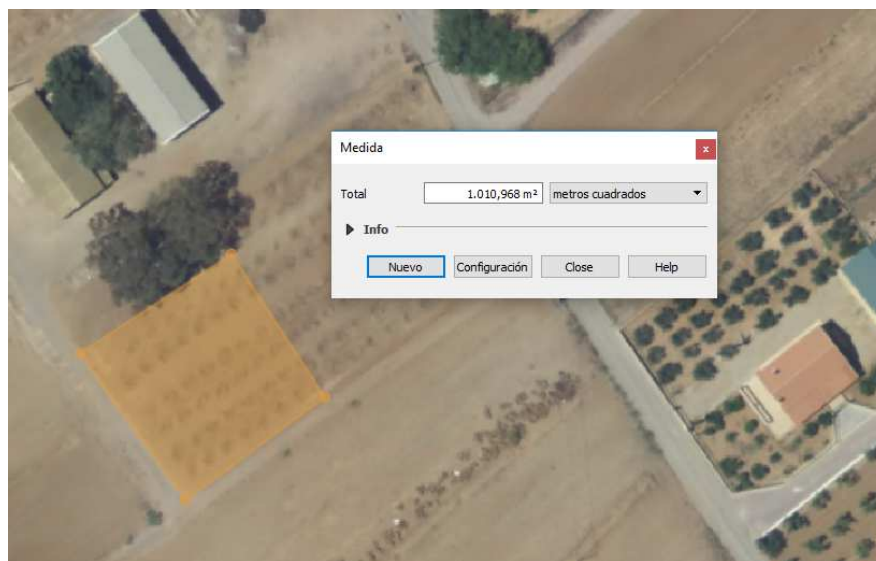 Medida
x
Total 1.010,968 m² metros cuadrados
Info
Nuevo Configuración Close Help